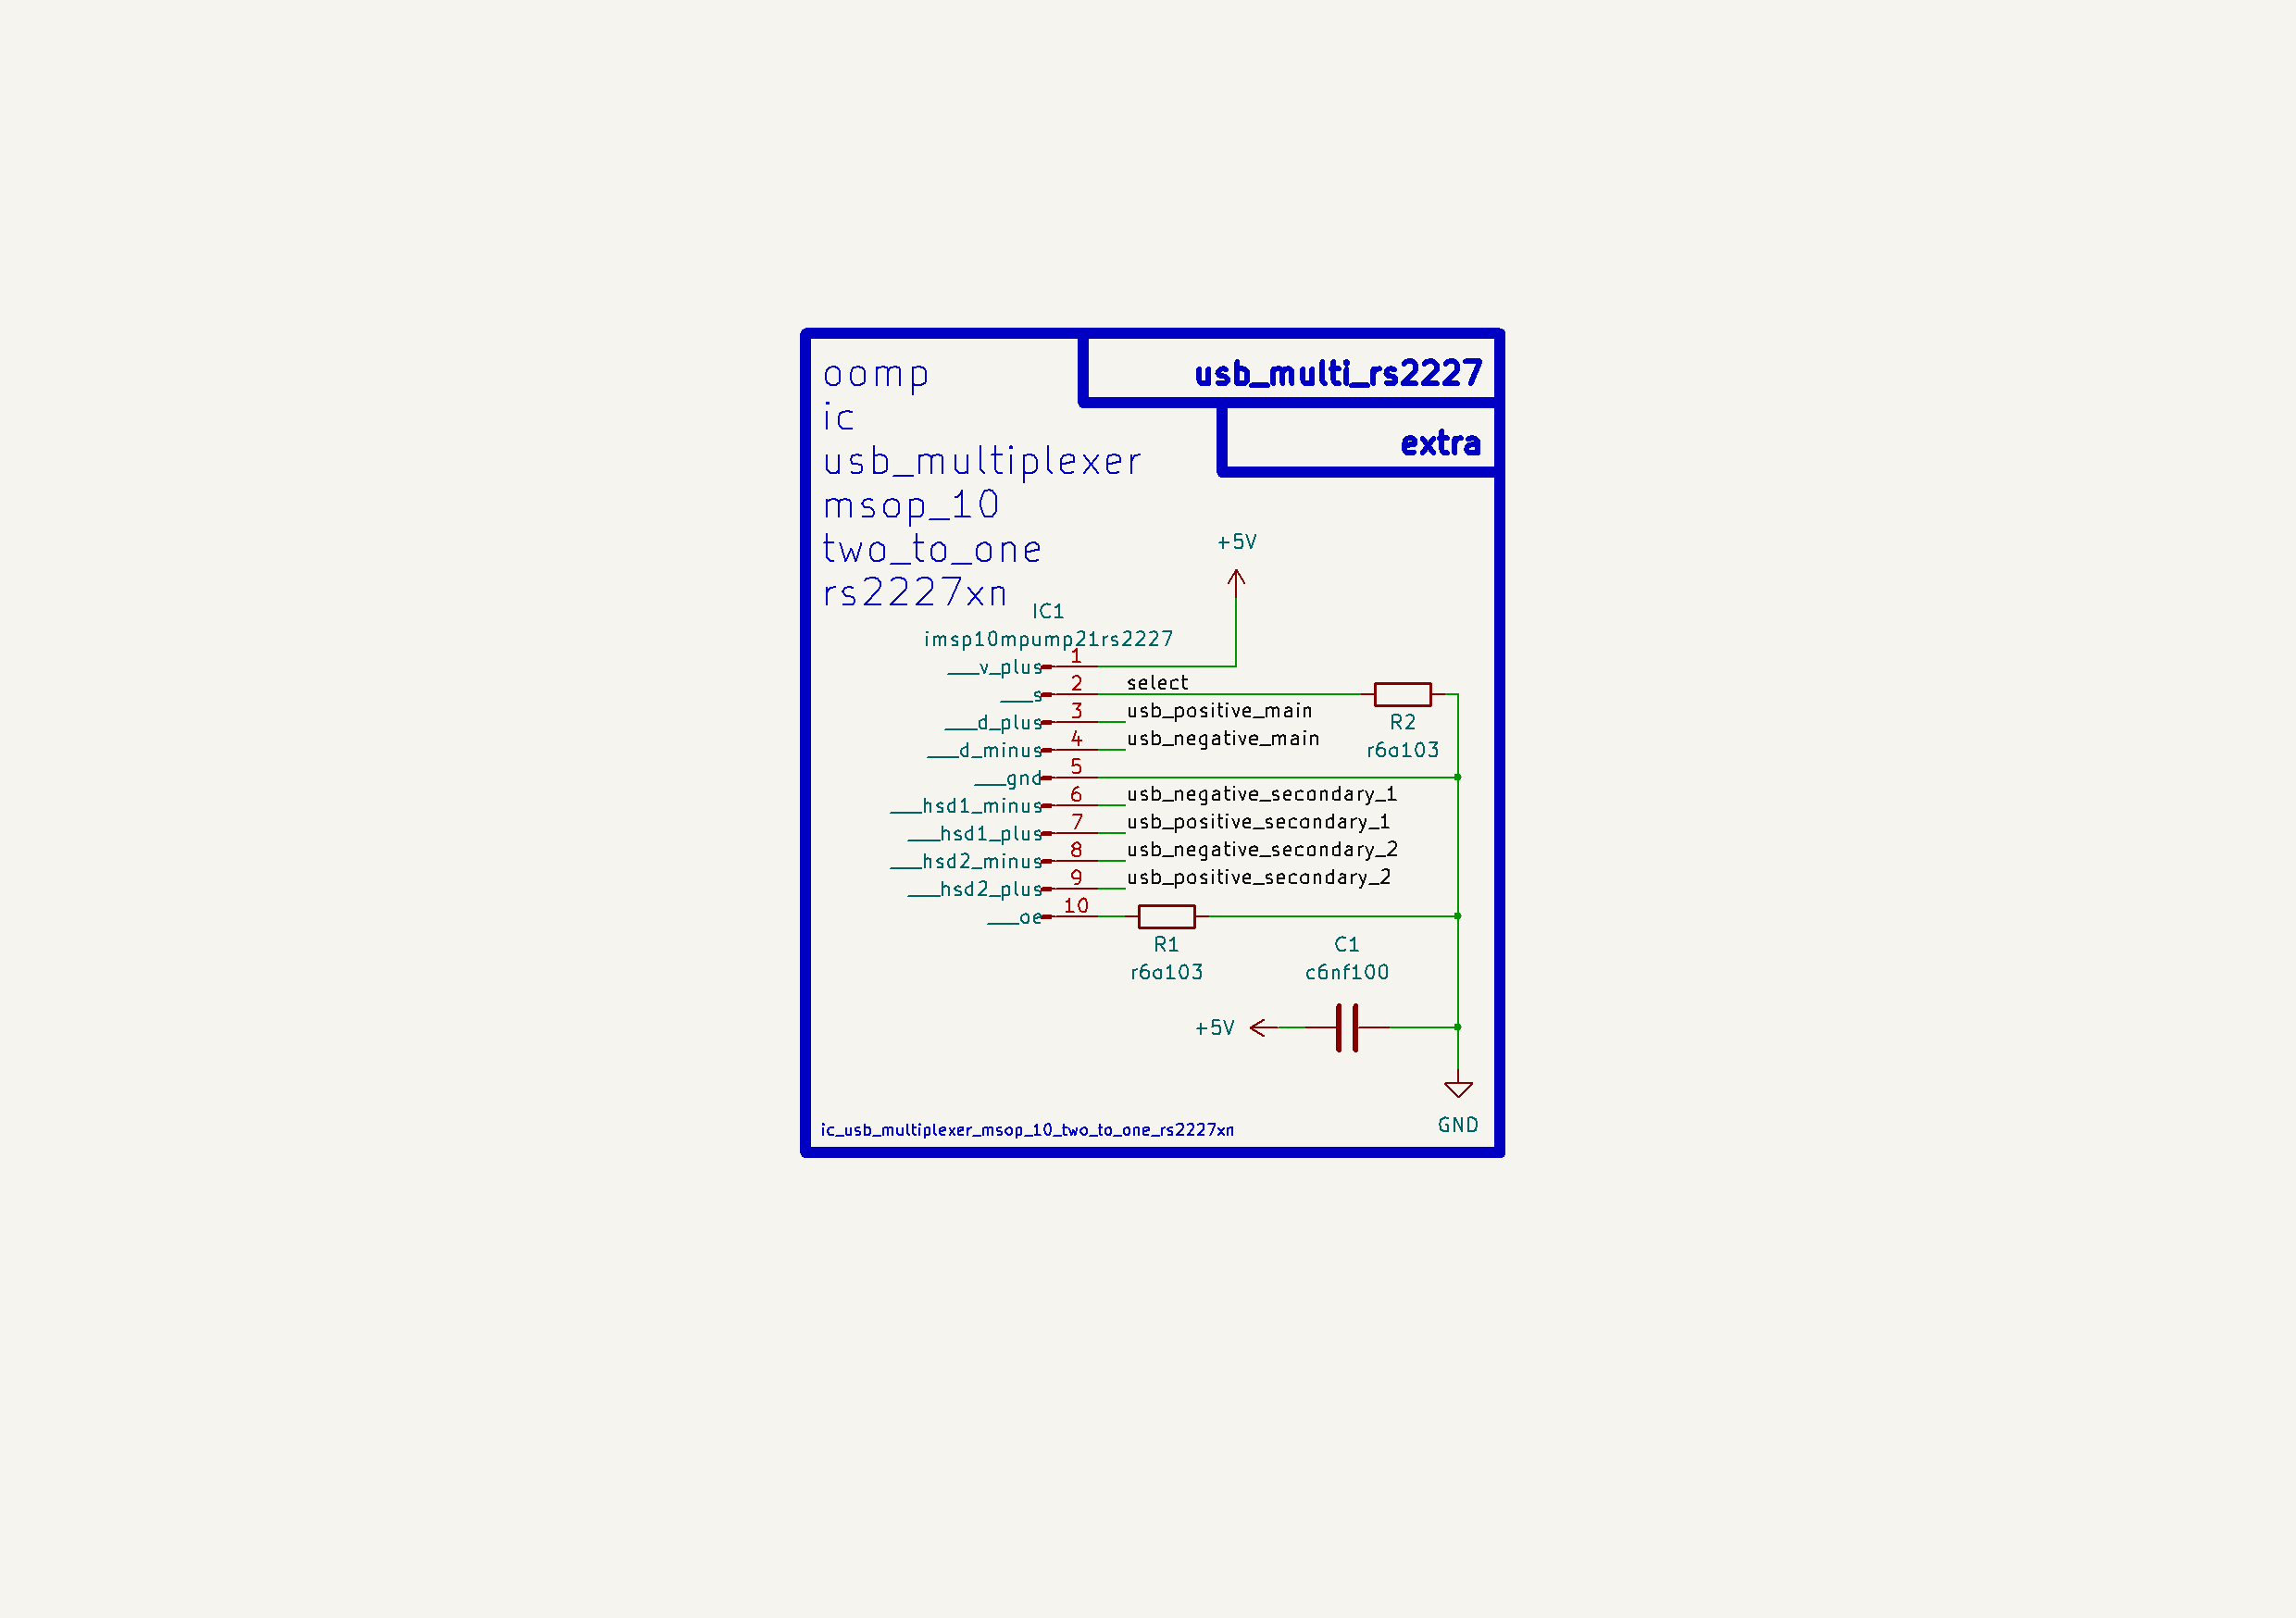 oomp
ic
usb_multiplexer
msop_10
two_to_one
rs2227xn
usb_multi_rs2227
extra
+5V
IC1
imsp10mpump21rs2227
___v_plus 1
___s 2 select
___d_plus 3 usb_positive_main
___d_minus 4 usb_negative_main
R2
r6a103
___gnd 5
___hsd1_minus 6 usb_negative_secondary_1
___hsd1_plus 7 usb_positive_secondary_1
___hsd2_minus 8 usb_negative_secondary_2
___hsd2_plus 9 usb_positive_secondary_2
___oe 10
R1
r6a103
C1
c6nf100
+5V
GND
ic_usb_multiplexer_msop_10_two_to_one_rs2227xn